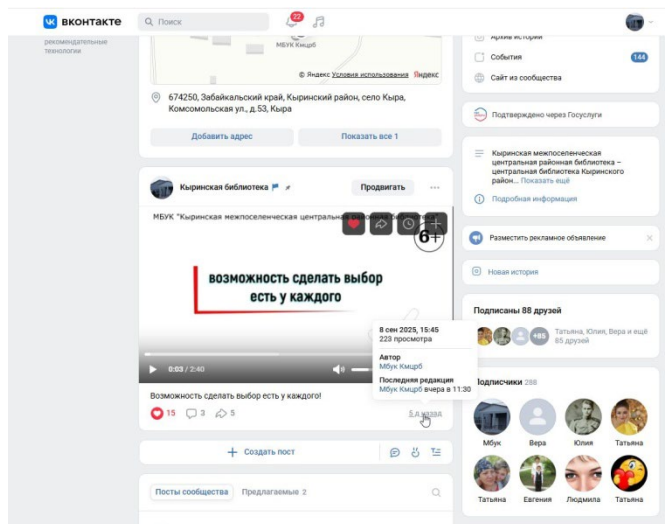 вконтакте
Поиск
22
рекомендательные
технологии
МБУК Кмцрб
© Яндекс Условия использования Яндекс
674250, Забайкальский край, Кыринский район, село Кыра,
Комсомольская ул., д.53, Кыра
Добавить адрес
Показать все 1
Кыринская библиотека
Продвигать
МБУК "Кыринская межпоселенческая центральная районная библиотека"
6+
возможность сделать выбор
есть у каждого
8 сен 2025, 15:45
223 просмотра
Автор
Мбук Кмцрб
Последняя редакция
Мбук Кмцрб вчера в 11:30
0:03 / 2:40
Возможность сделать выбор есть у каждого!
15
3
5
5 д назад
Создать пост
Посты сообщества
Предлагаемые 2
Архив историй
События
144
Сайт из сообщества
Подтверждено через Госуслуги
Кыринская межпоселенческая
центральная районная библиотека –
центральная библиотека Кыринского
район... Показать ещё
Подробная информация
Разместить рекламное объявление
Новая история
Подписаны 88 друзей
+85
Татьяна, Юлия, Вера и ещё
85 друзей
Подписчики 288
Мбук
Вера
Юлия
Татьяна
Татьяна
Евгения
Людмила
Татьяна